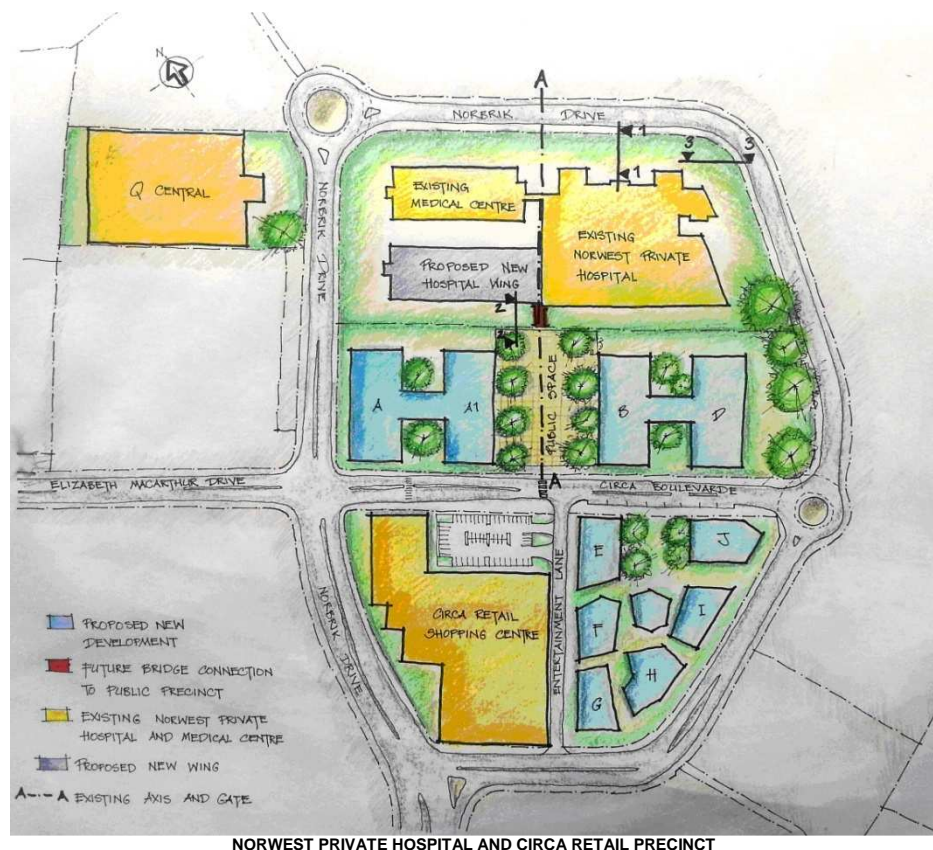 N
A
NORBRIK DRIVE
1
3
3
1
Q CENTRAL
NORBRIK DRIVE
EXISTING
MEDICAL CENTRE
EXISTING
NORWEST PRIVATE
HOSPITAL
PROPOSED NEW
HOSPITAL WING
2
2
A
A1
PUBLIC SPACE
B
D
ELIZABETH MACARTHUR DRIVE
A
CIRCA BOULEVARDE
E
J
NORBRIK DRIVE
CIRCA RETAIL
SHOPPING CENTRE
ENTERTAINMENT LANE
F
I
G
H
PROPOSED NEW
DEVELOPMENT
FUTURE BRIDGE CONNECTION
TO PUBLIC PRECINCT
EXISTING NORWEST PRIVATE
HOSPITAL AND MEDICAL CENTRE
PROPOSED NEW WING
A-·-A EXISTING AXIS AND GATE
NORWEST PRIVATE HOSPITAL AND CIRCA RETAIL PRECINCT